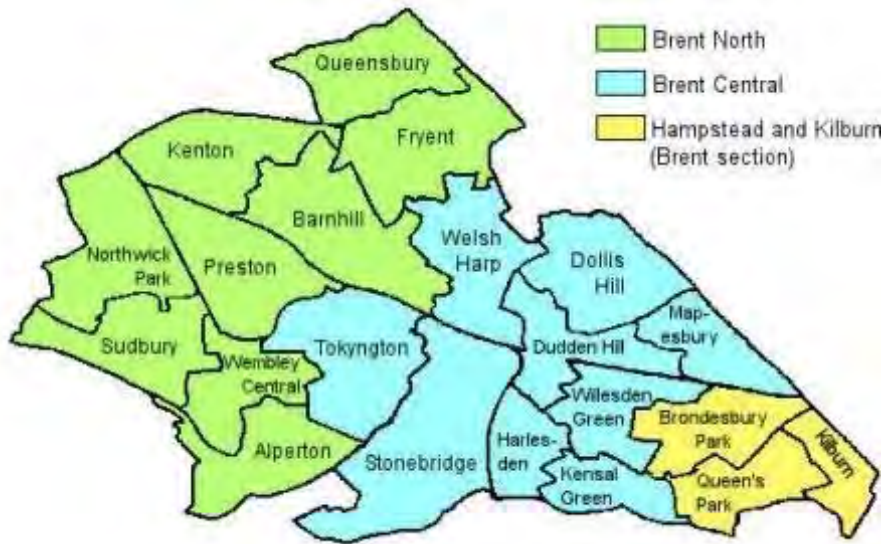 Queensbury
Brent North
Brent Central
Hampstead and Kilburn
(Brent section)
Fryent
Kenton
Barnhill
Welsh
Harp
Northwick
Park
Preston
Dollis
Hill
Map-
esbury
Sudbury
Tokyngton
Dudden Hill
Wembley
Central
Willesden
Green
Brondesbury
Park
Kilburn
Alperton
Stonebridge
Harles-
den
Kensal
Green
Queen's
Park